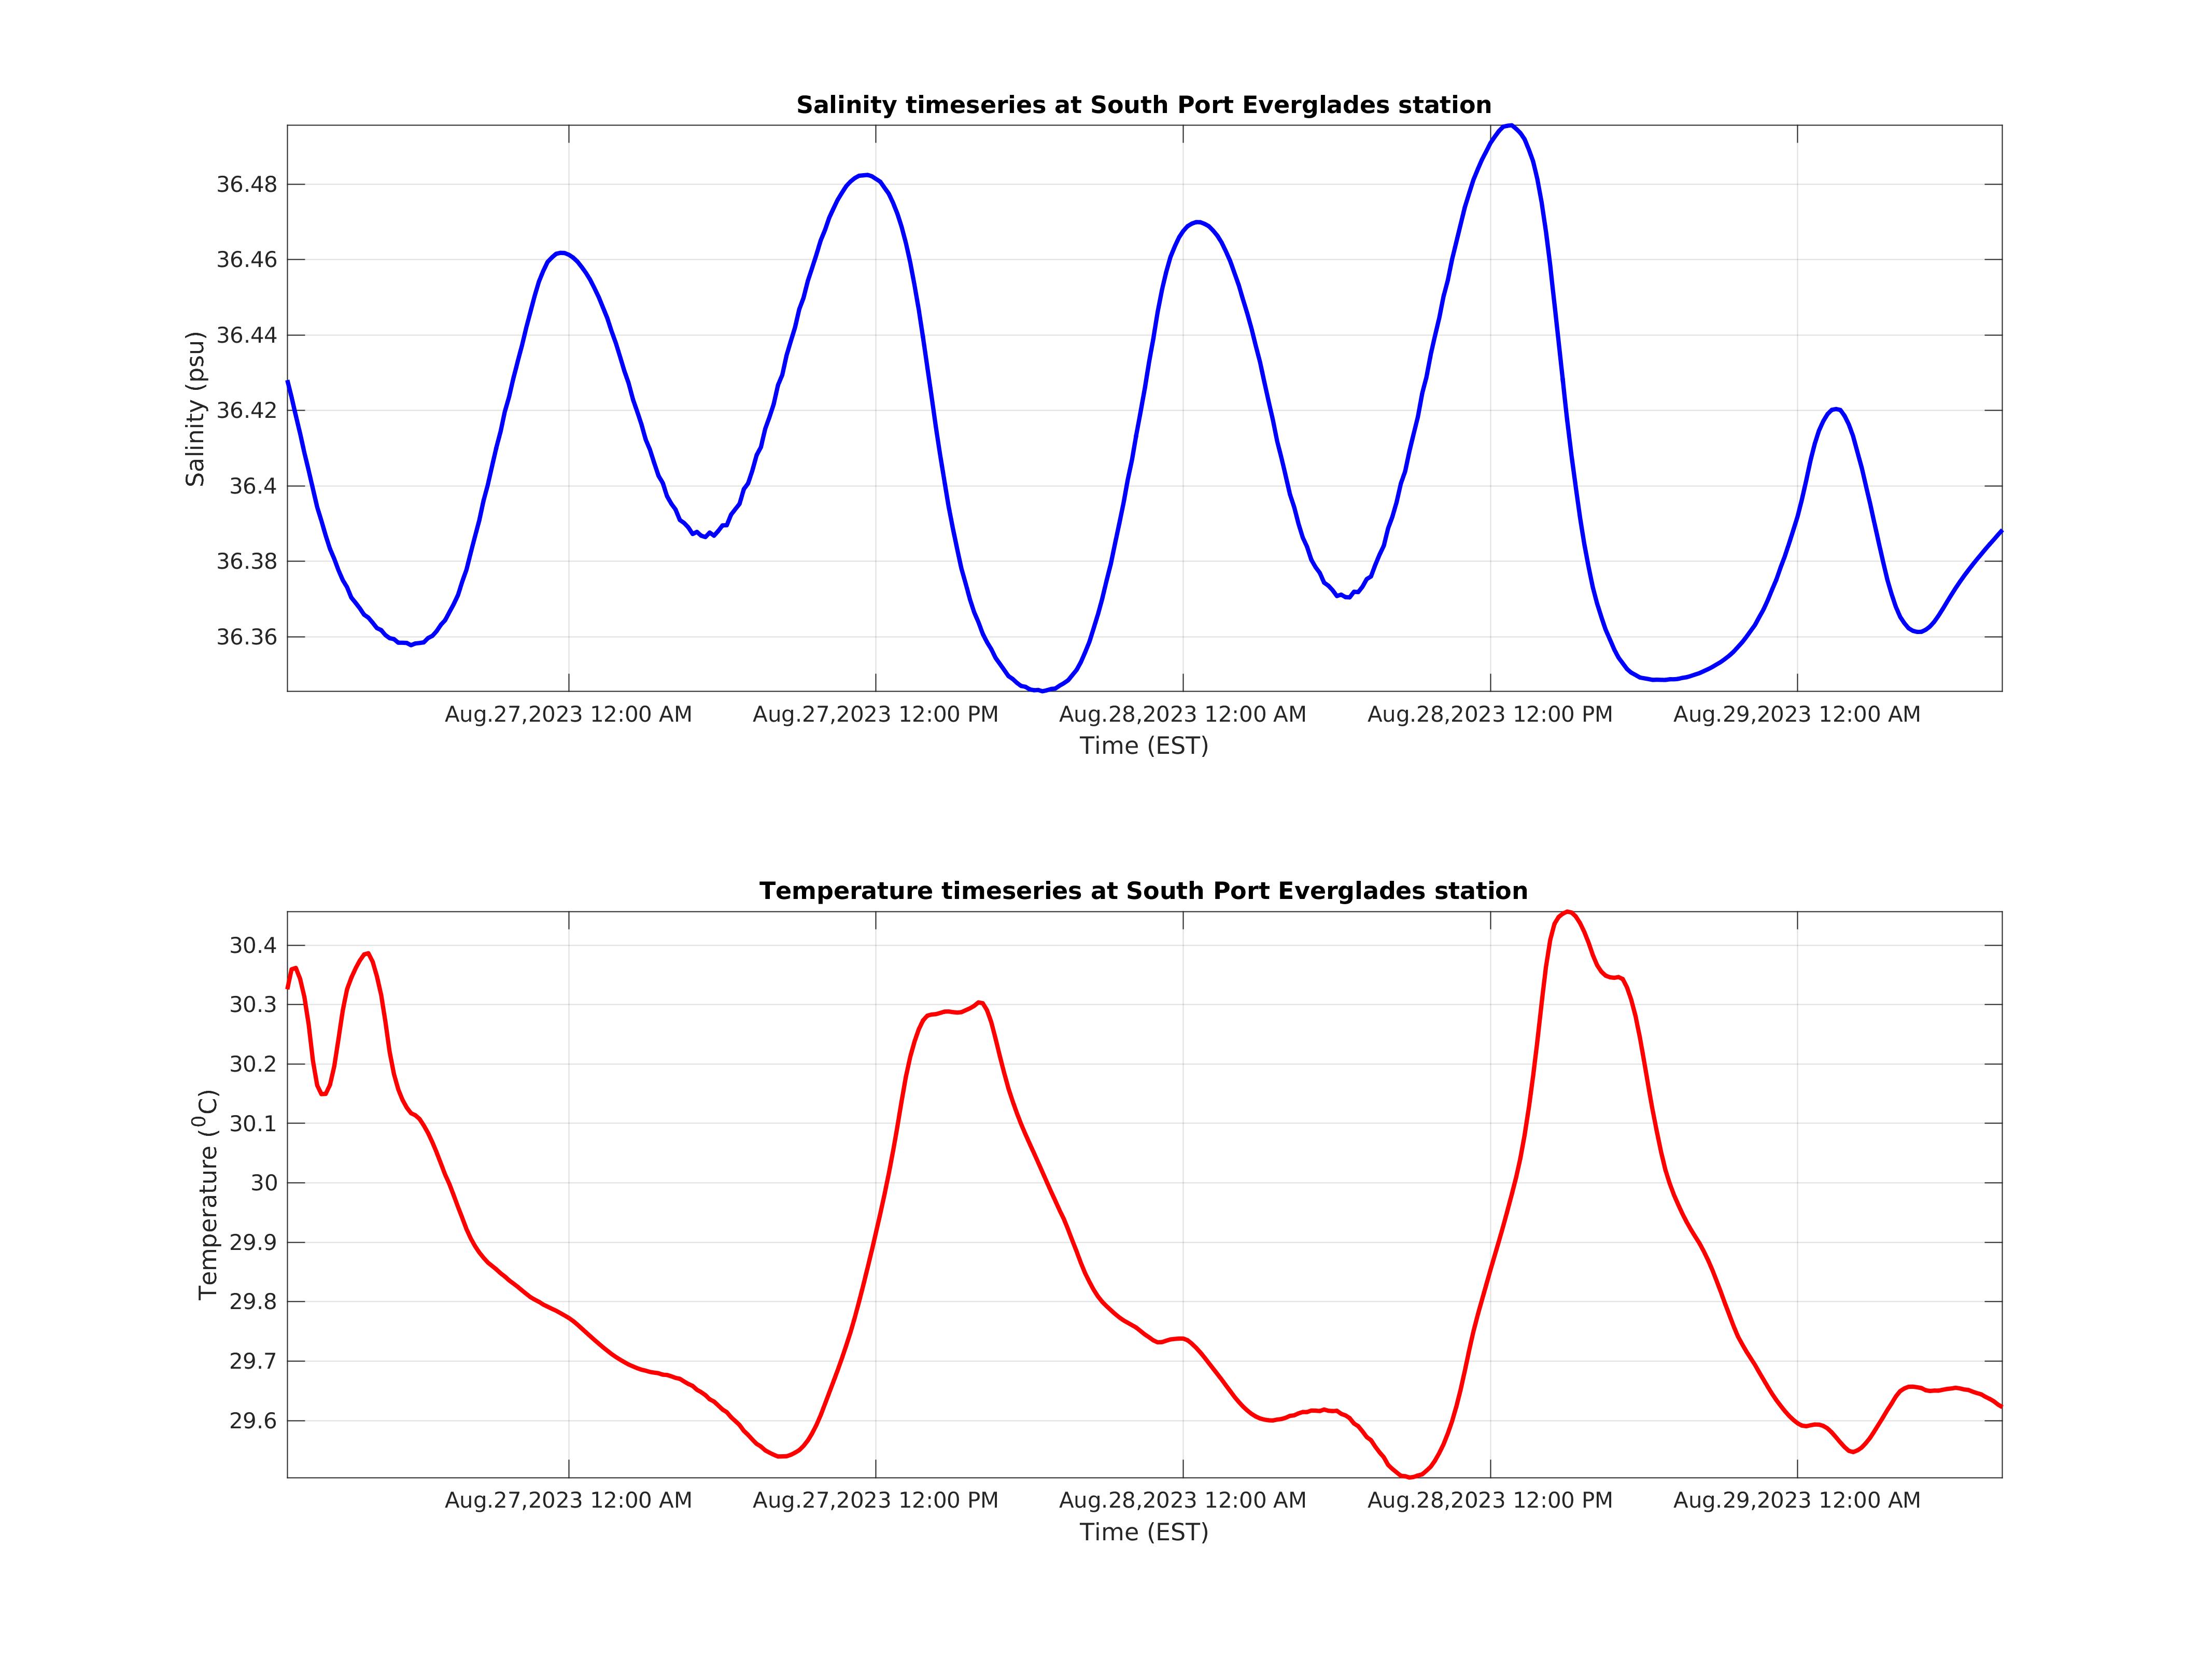 Salinity timeseries at South Port Everglades station
36.48
36.46
36.44
36.42
36.4
36.38
36.36
Salinity (psu)
Aug.27,2023 12:00 AM
Aug.27,2023 12:00 PM
Aug.28,2023 12:00 AM
Aug.28,2023 12:00 PM
Aug.29,2023 12:00 AM
Time (EST)
Temperature timeseries at South Port Everglades station
30.4
30.3
30.2
30.1
30
29.9
29.8
29.7
29.6
Temperature (⁰C)
Aug.27,2023 12:00 AM
Aug.27,2023 12:00 PM
Aug.28,2023 12:00 AM
Aug.28,2023 12:00 PM
Aug.29,2023 12:00 AM
Time (EST)